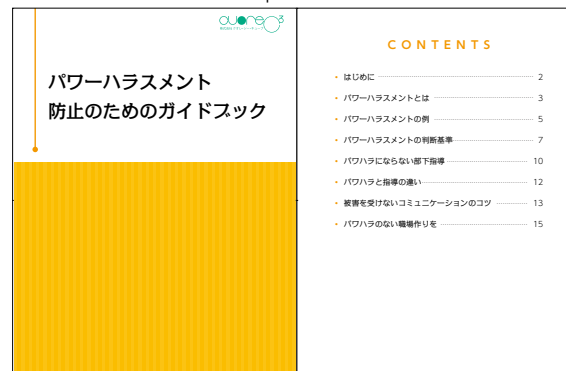 パワーハラスメント
防止のためのガイドブック
CONTENTS
• はじめに 2
• パワーハラスメントとは 3
• パワーハラスメントの例 5
• パワーハラスメントの判断基準 7
• パワハラにならない部下指導 10
• パワハラと指導の違い 12
• 被害を受けないコミュニケーションのコツ 13
• パワハラのない職場作りを 15